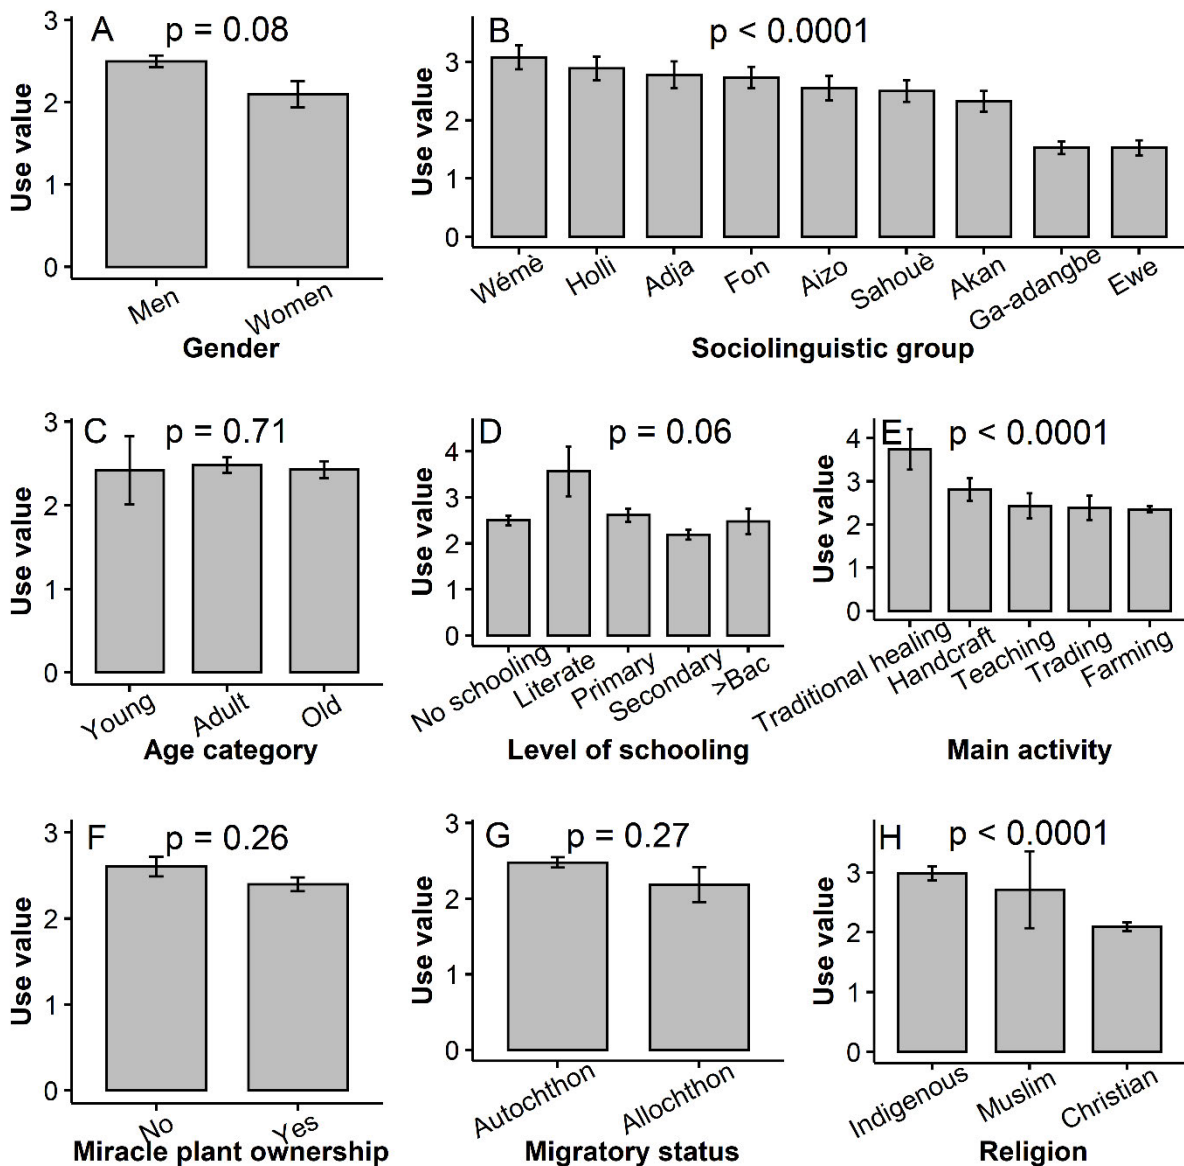 A p = 0.08
Use value
3
2
1
0
Men
Women
Gender
B p < 0.0001
Use value
3
2
1
0
Wémè
Holli
Adja
Fon
Aizo
Sahouè
Akan
Ga-adangbe
Ewe
Sociolinguistic group
C p = 0.71
Use value
3
2
1
0
Young
Adult
Old
Age category
D p = 0.06
Use value
4
3
2
1
0
No schooling
Literate
Primary
Secondary
>Bac
Level of schooling
E p < 0.0001
Use value
4
3
2
1
0
Traditional healing
Handcraft
Teaching
Trading
Farming
Main activity
F p = 0.26
Use value
3
2
1
0
No
Yes
Miracle plant ownership
G p = 0.27
Use value
3
2
1
0
Autochthon
Allochthon
Migratory status
H p < 0.0001
Use value
3
2
1
0
Indigenous
Muslim
Christian
Religion